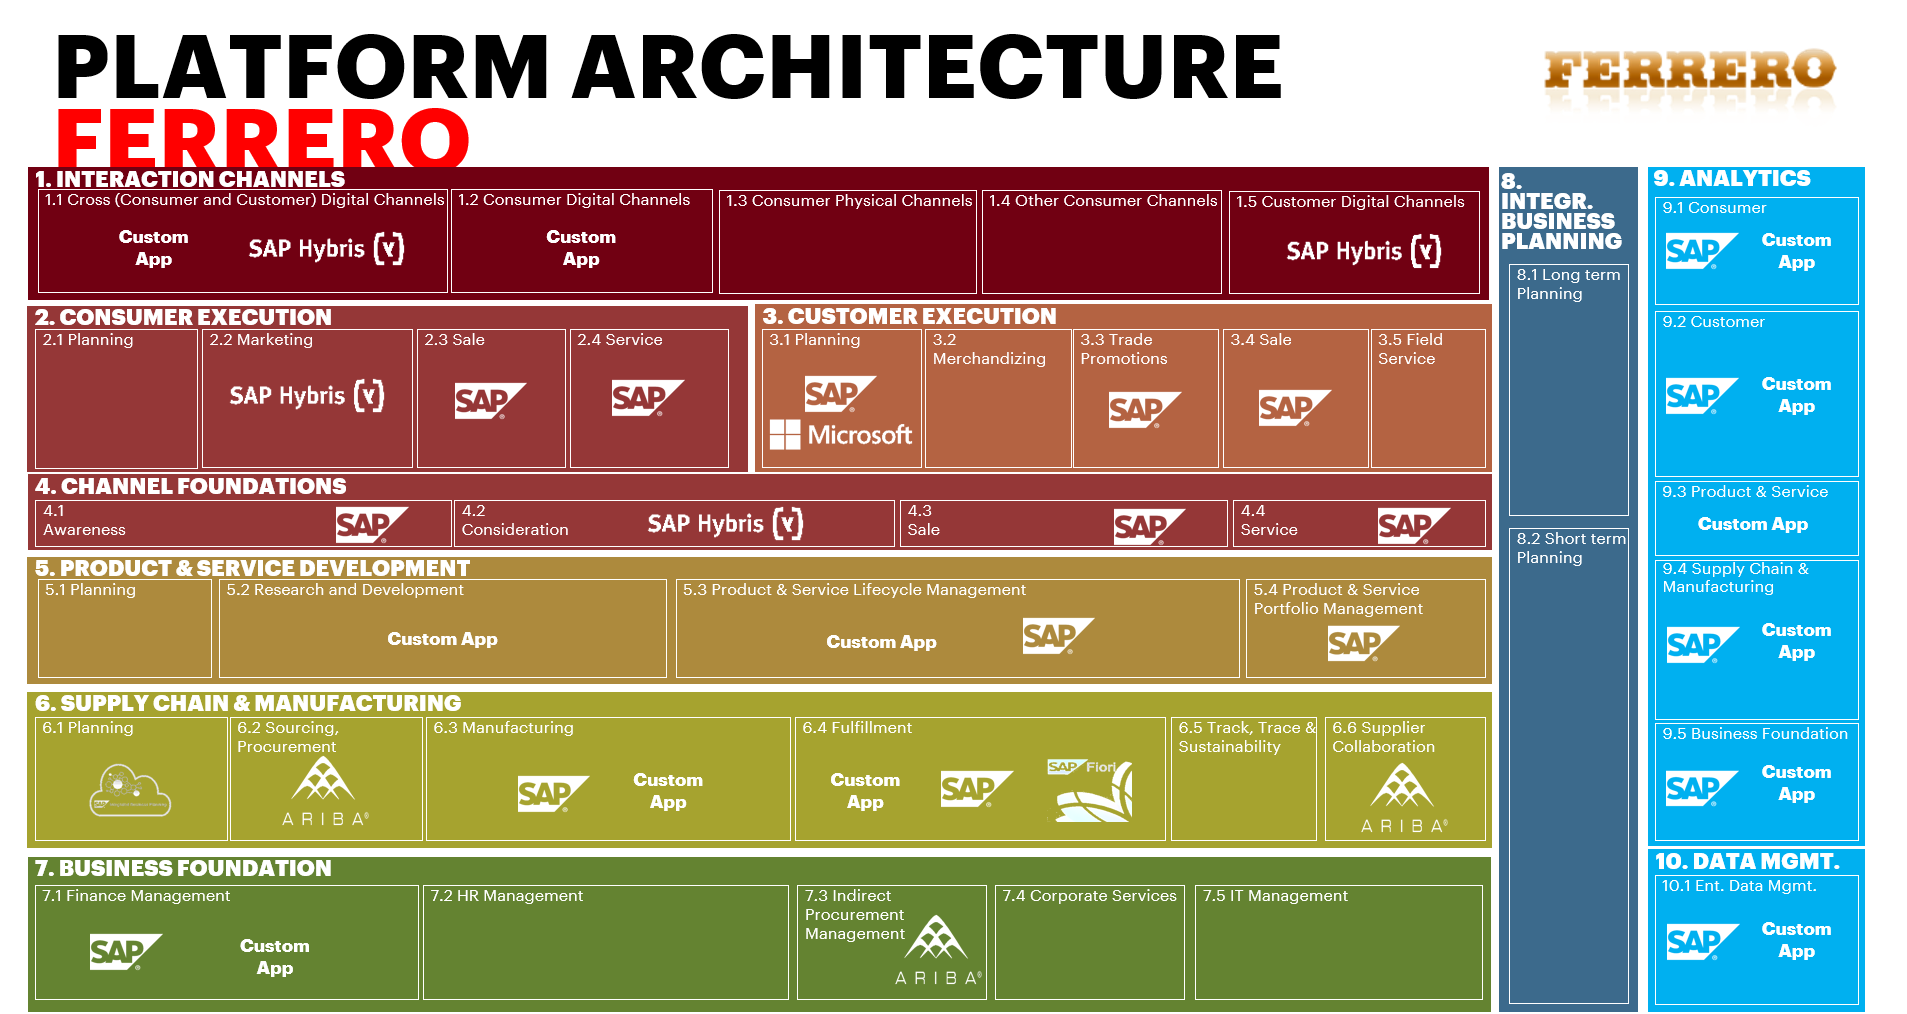 PLATFORM ARCHITECTURE
FERRERO
FERRERO
1. INTERACTION CHANNELS
1.1 Cross (Consumer and Customer) Digital Channels
Custom
App
SAP Hybris
1.2 Consumer Digital Channels
Custom
App
1.3 Consumer Physical Channels
1.4 Other Consumer Channels
1.5 Customer Digital Channels
SAP Hybris
2. CONSUMER EXECUTION
2.1 Planning
2.2 Marketing
SAP Hybris
2.3 Sale
SAP®
2.4 Service
SAP®
3. CUSTOMER EXECUTION
3.1 Planning
SAP®
Microsoft
3.2
Merchandizing
3.3 Trade
Promotions
SAP®
3.4 Sale
SAP®
3.5 Field
Service
4. CHANNEL FOUNDATIONS
4.1
Awareness
SAP®
4.2
Consideration
SAP Hybris
4.3
Sale
SAP®
4.4
Service
SAP®
5. PRODUCT & SERVICE DEVELOPMENT
5.1 Planning
5.2 Research and Development
Custom App
5.3 Product & Service Lifecycle Management
Custom App
SAP®
5.4 Product & Service
Portfolio Management
SAP®
6. SUPPLY CHAIN & MANUFACTURING
6.1 Planning
SAP
6.2 Sourcing,
Procurement
ARIBA®
6.3 Manufacturing
SAP®
Custom
App
6.4 Fulfillment
Custom
App
SAP®
SAP Fiori
6.5 Track, Trace &
Sustainability
6.6 Supplier
Collaboration
ARIBA®
7. BUSINESS FOUNDATION
7.1 Finance Management
SAP®
Custom
App
7.2 HR Management
7.3 Indirect
Procurement
Management
ARIBA®
7.4 Corporate Services
7.5 IT Management
8.
INTEGR.
BUSINESS
PLANNING
8.1 Long term
Planning
8.2 Short term
Planning
9. ANALYTICS
9.1 Consumer
SAP®
Custom
App
9.2 Customer
SAP®
Custom
App
9.3 Product & Service
Custom App
9.4 Supply Chain &
Manufacturing
SAP®
Custom
App
9.5 Business Foundation
SAP®
Custom
App
10. DATA MGMT.
10.1 Ent. Data Mgmt.
SAP®
Custom
App